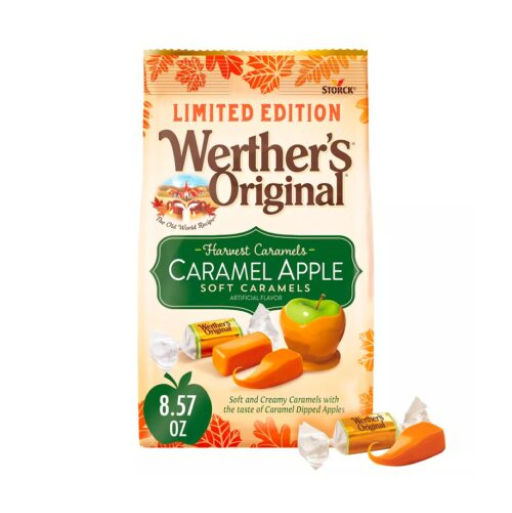 STORCK
LIMITED EDITION
Werther's
Original
The Old World Recipe
Harvest Caramels
CARAMEL APPLE
SOFT CARAMELS
ARTIFICIAL FLAVOR
Werther's
Original
8.57
OZ
Soft and Creamy Caramels with
the taste of Caramel Dipped Apples
Werther's
Original